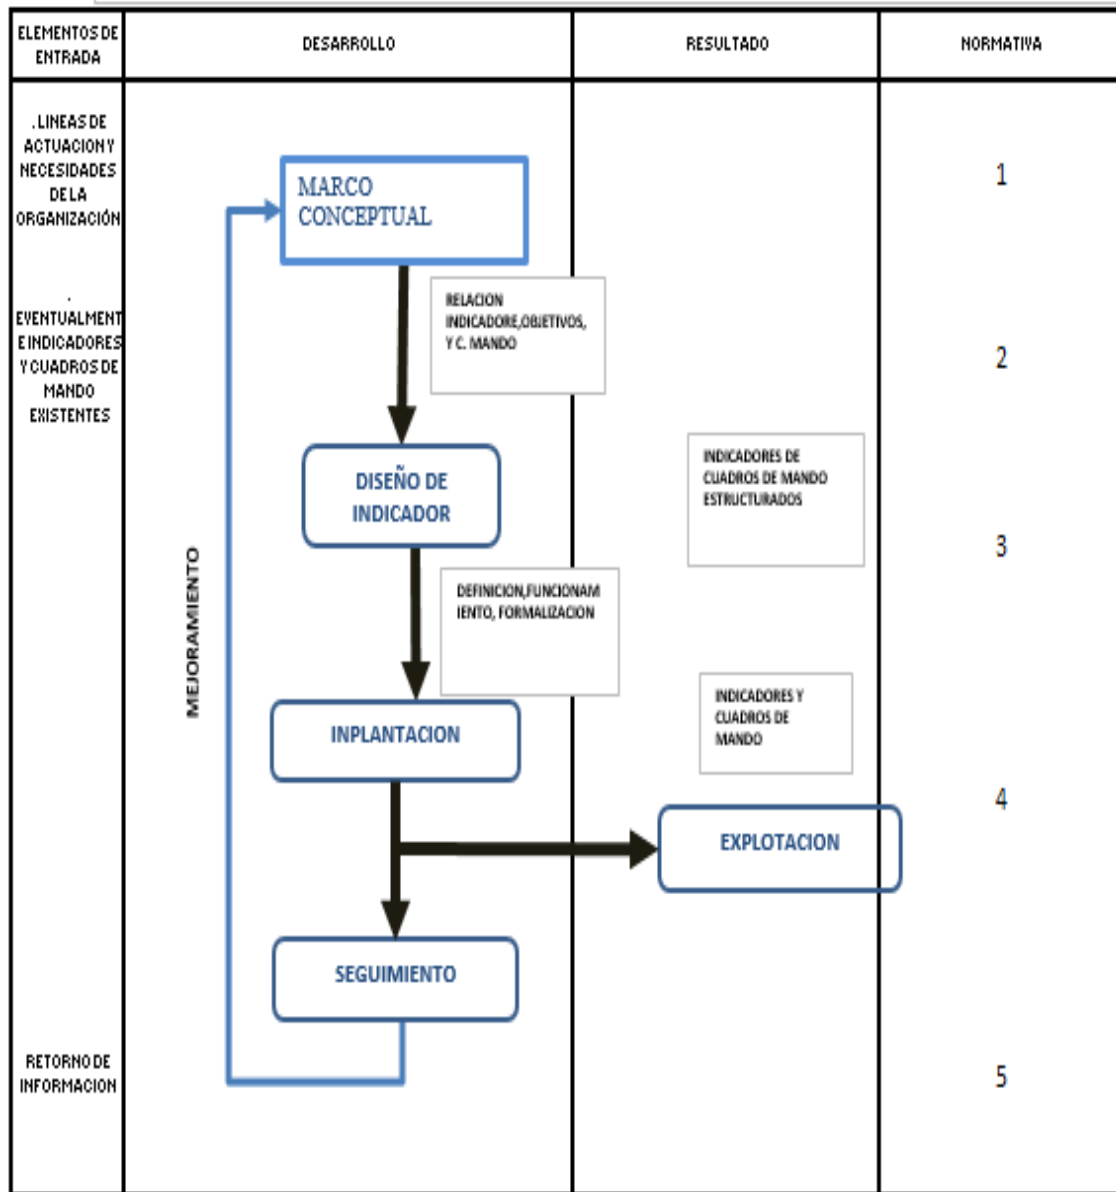 ELEMENTOS DE
ENTRADA
DESARROLLO
RESULTADO
NORMATIVA
. LINEAS DE
ACTUACION Y
NECESIDADES
DE LA
ORGANIZACIÓN
.
EVENTUALMENT
E INDICADORES
Y CUADROS DE
MANDO
EXISTENTES
RETORNO DE
INFORMACION
MEJORAMIENTO
MARCO
CONCEPTUAL
RELACION
INDICADORE,OBJETIVOS,
Y C. MANDO
DISEÑO DE
INDICADOR
DEFINICION,FUNCIONAM
IENTO, FORMALIZACION
INPLANTACION
SEGUIMIENTO
INDICADORES DE
CUADROS DE MANDO
ESTRUCTURADOS
INDICADORES Y
CUADROS DE
MANDO
EXPLOTACION
1
2
3
4
5